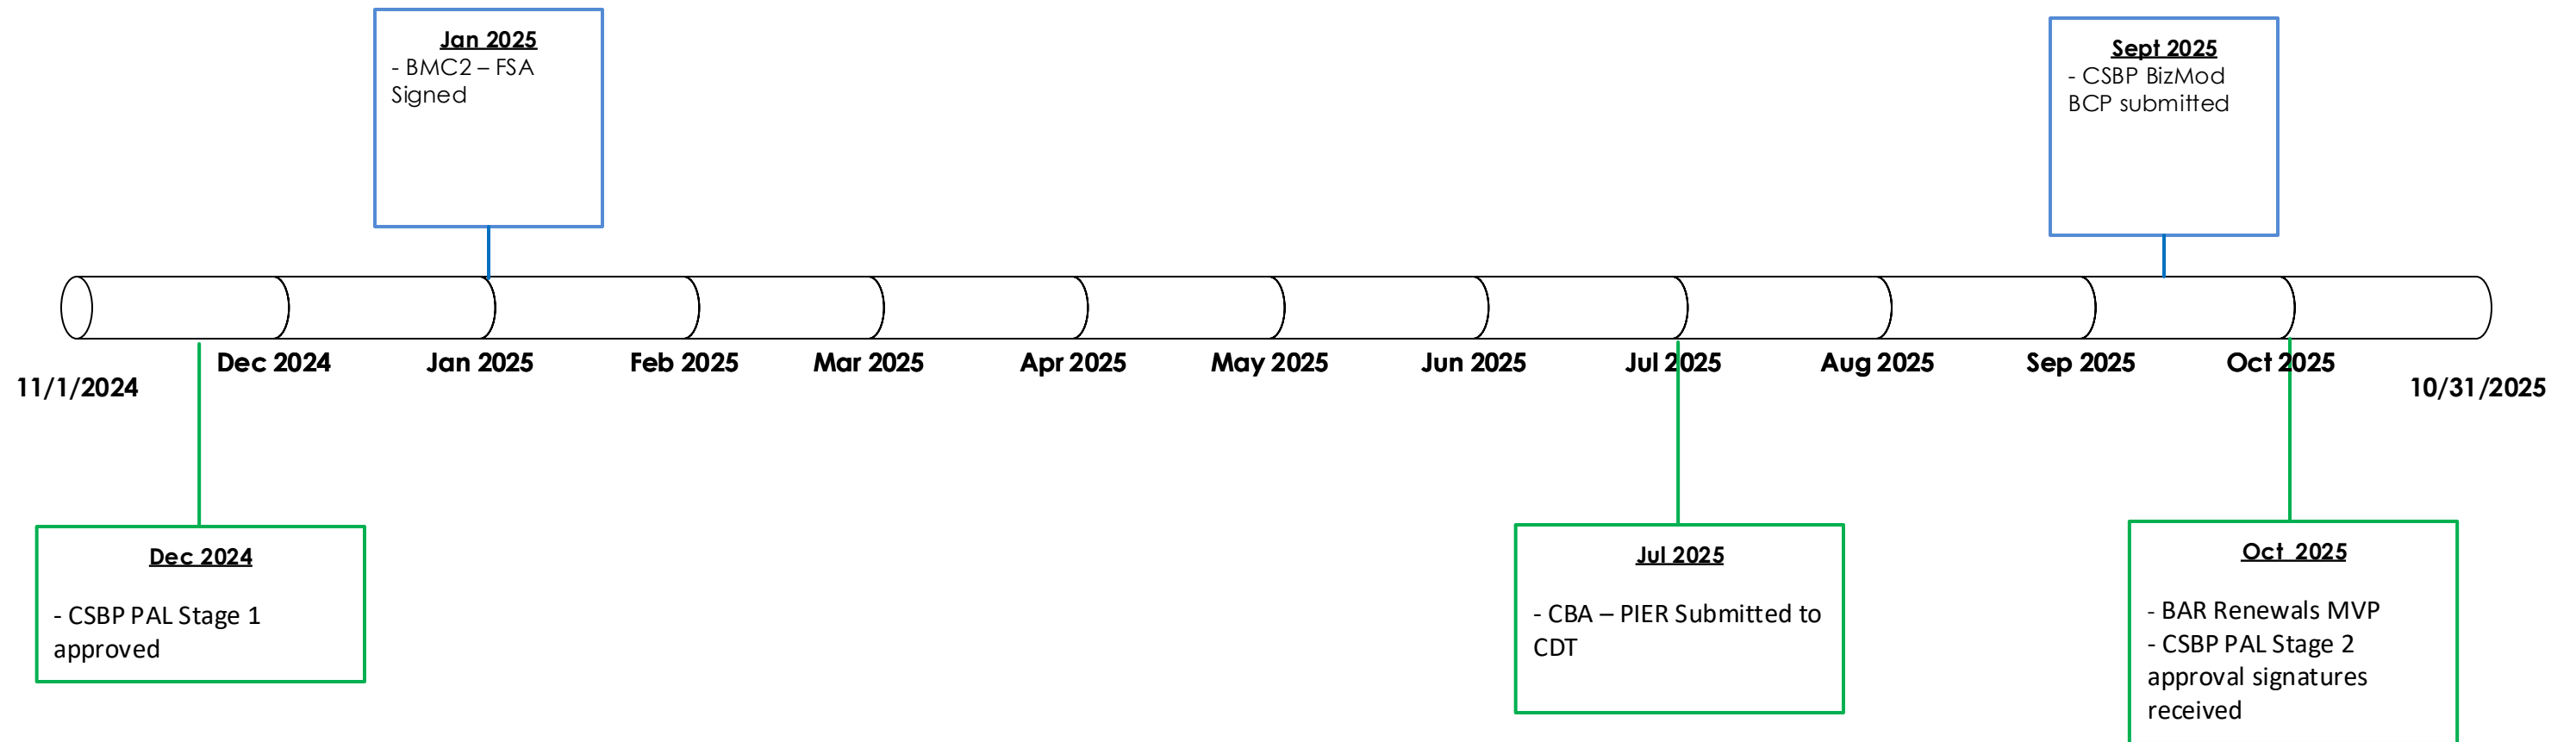 Jan 2025
- BMC2 – FSA
Signed
Sept 2025
- CSBP BizMod
BCP submitted
Dec 2024
Jan 2025
Feb 2025
Mar 2025
Apr 2025
May 2025
Jun 2025
Jul 2025
Aug 2025
Sep 2025
Oct 2025
11/1/2024
10/31/2025
Dec 2024
- CSBP PAL Stage 1
approved
Jul 2025
- CBA – PIER Submitted to
CDT
Oct  2025
- BAR Renewals MVP
- CSBP PAL Stage 2
approval signatures
received